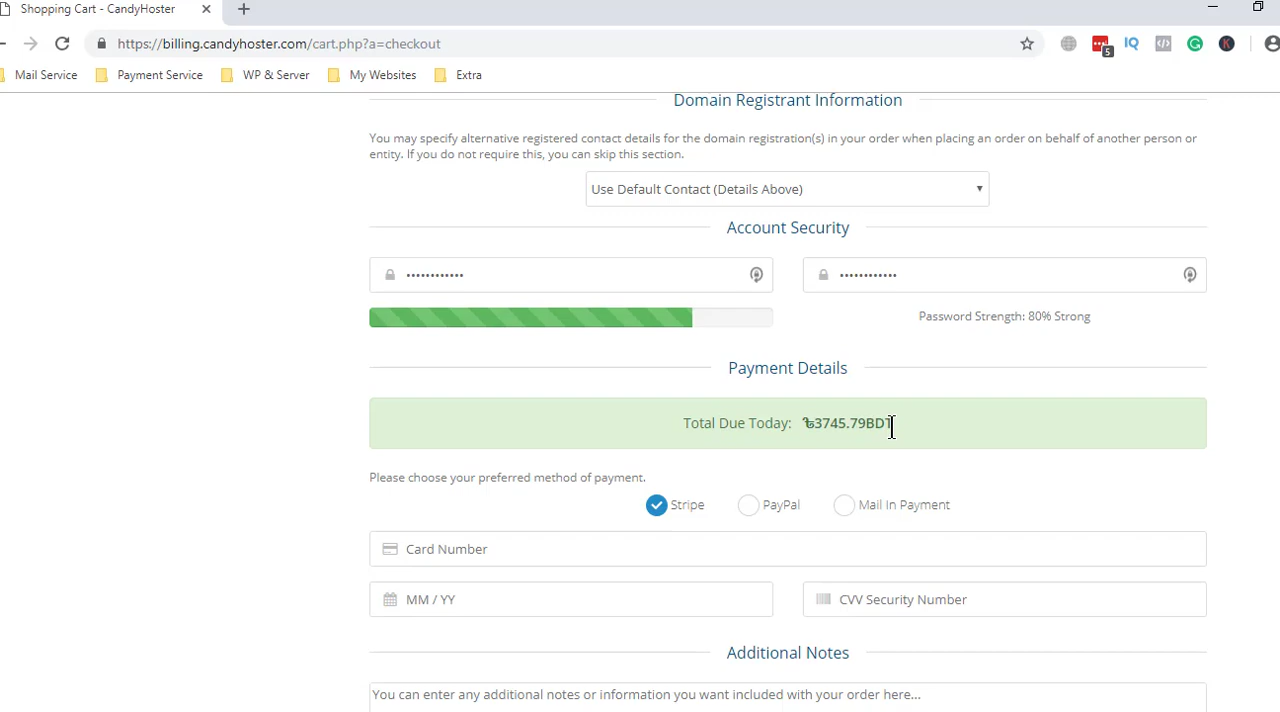 Shopping Cart - CandyHoster
https://billing.candyhoster.com/cart.php?a=checkout
5
IQ
K
Mail Service
Payment Service
WP & Server
My Websites
Extra
Domain Registrant Information
You may specify alternative registered contact details for the domain registration(s) in your order when placing an order on behalf of another person or
entity. If you do not require this, you can skip this section.
Use Default Contact (Details Above)
Account Security
••••••••••••
••••••••••••
Password Strength: 80% Strong
Payment Details
Total Due Today: ৳3745.79BDT
Please choose your preferred method of payment.
Stripe
PayPal
Mail In Payment
Card Number
MM / YY
CVV Security Number
Additional Notes
You can enter any additional notes or information you want included with your order here...